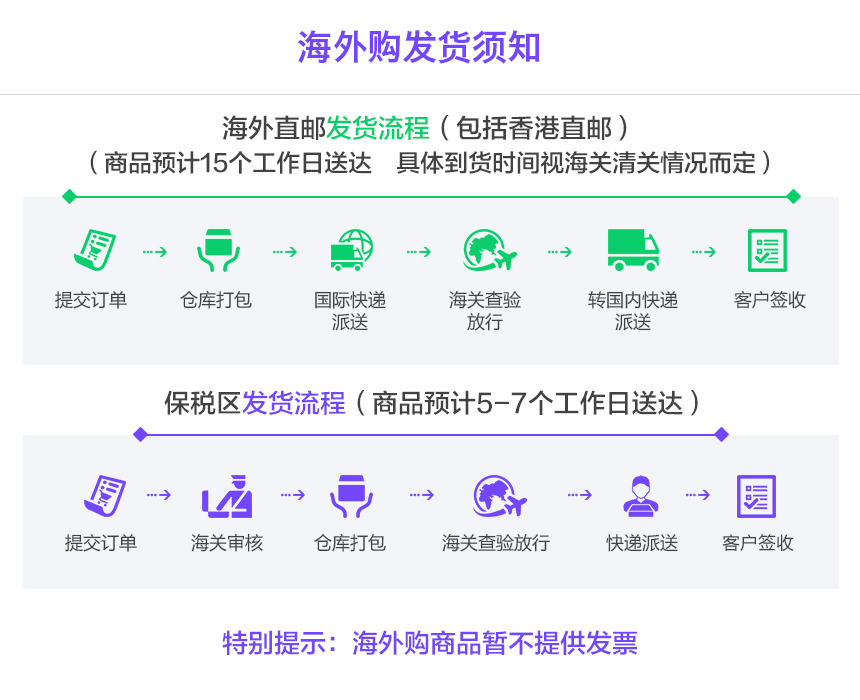 海外购发货须知
海外直邮发货流程（包括香港直邮）
（商品预计15个工作日送达　具体到货时间视海关清关情况而定）
提交订单
仓库打包
国际快递
派送
海关查验
放行
转国内快递
派送
客户签收
保税区发货流程（商品预计5-7个工作日送达）
提交订单
海关审核
仓库打包
海关查验放行
快递派送
客户签收
特别提示：海外购商品暂不提供发票